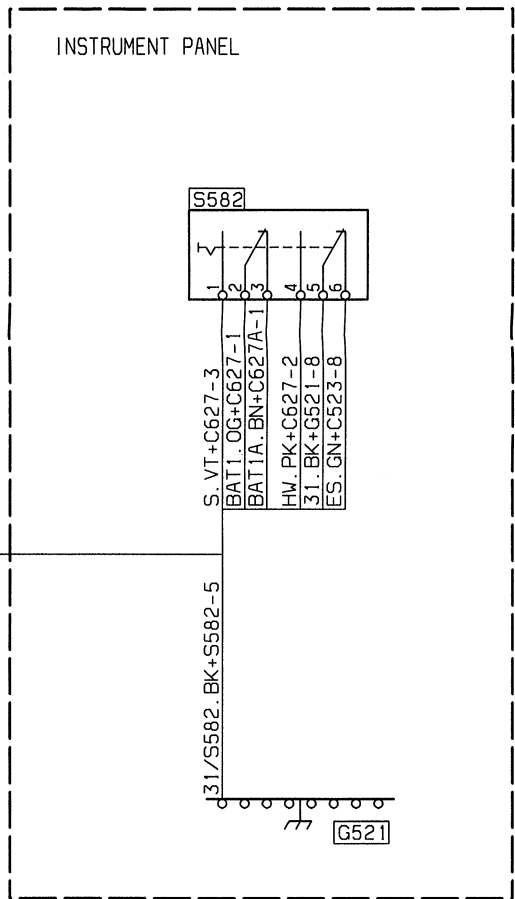 INSTRUMENT PANEL
S582
1
2
3
4
5
6
S.VT+C627-3
BAT1.OG+C627-1
BAT1A.BN+C627A-1
HW.PK+C627-2
31.BK+G521-8
ES.GN+C523-8
31/S582.BK+S582-5
G521